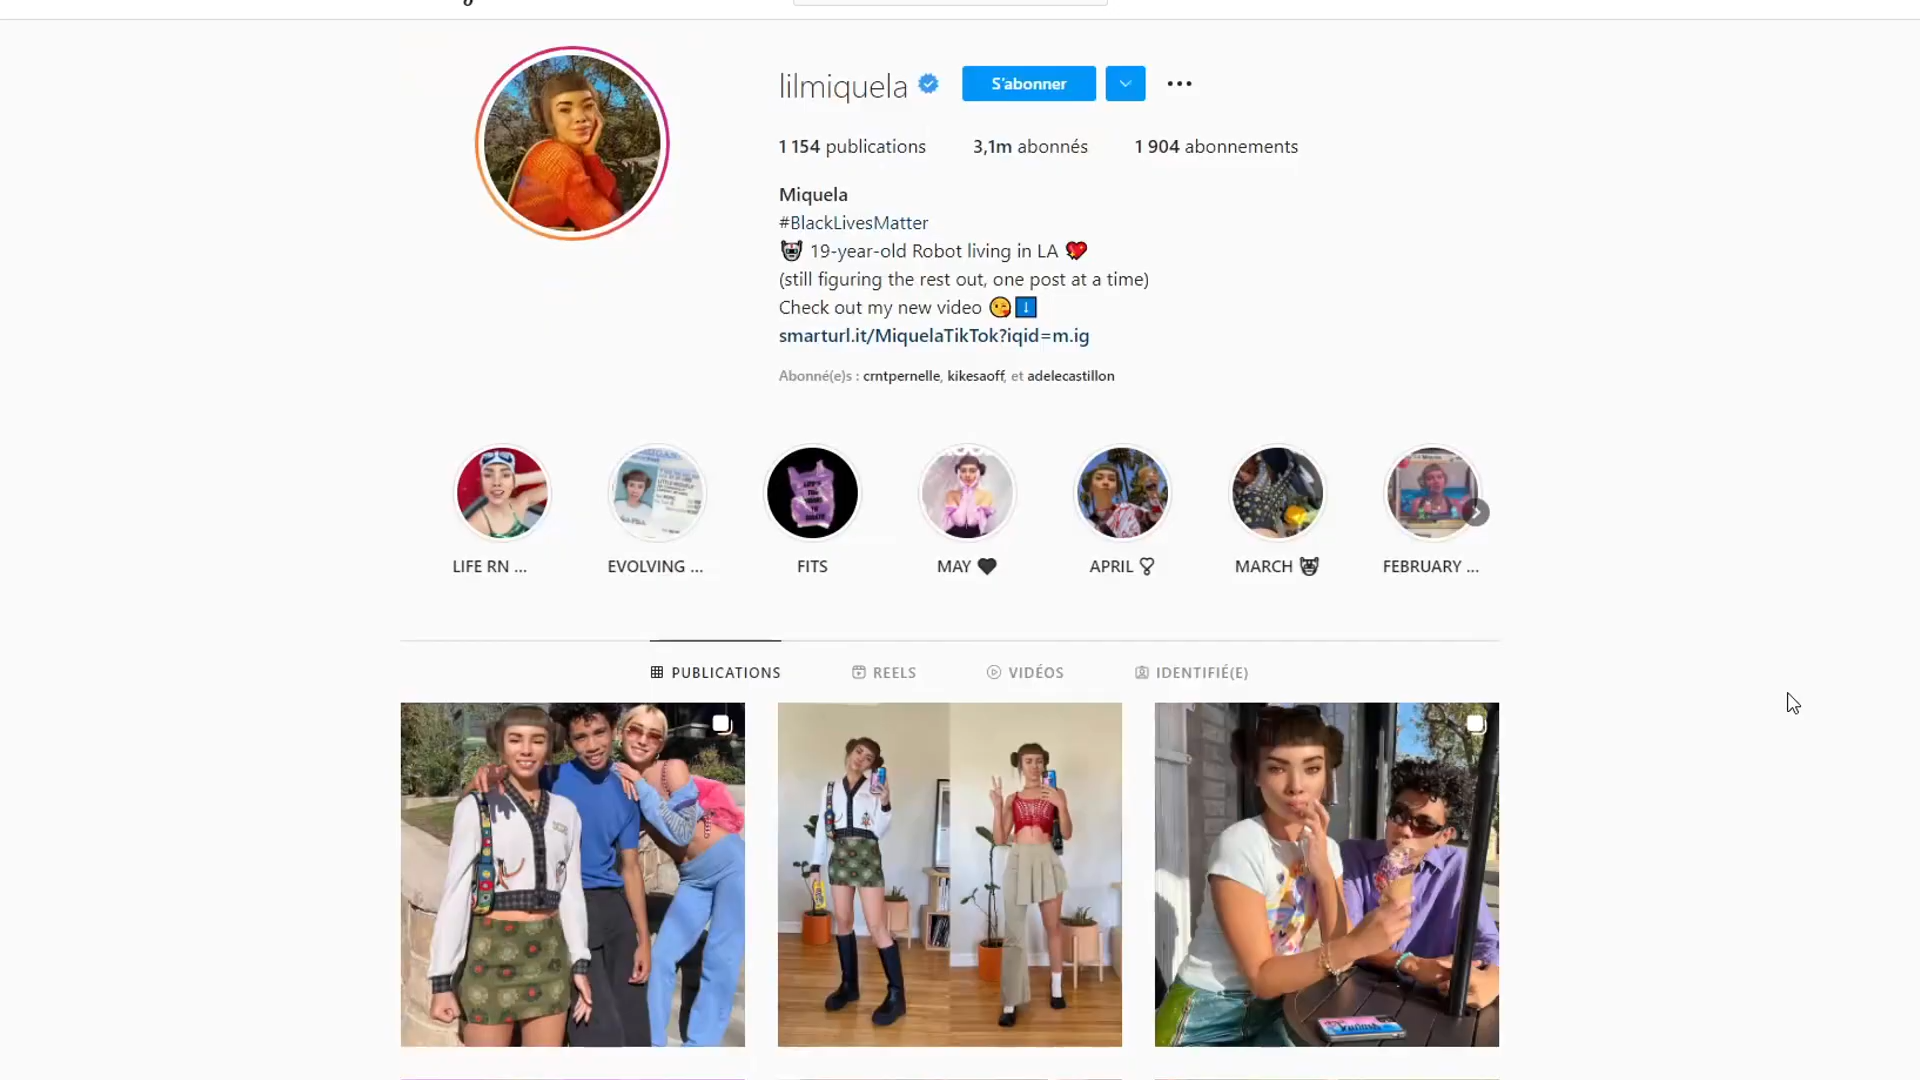 lilmiquela S'abonner
1 154 publications 3,1m abonnés 1 904 abonnements
Miquela
#BlackLivesMatter
19-year-old Robot living in LA
(still figuring the rest out, one post at a time)
Check out my new video
smarturl.it/MiquelaTikTok?iqid=m.ig
Abonné(e)s : crntpernelle, kikesaoff, et adelecastillon
LIFE RN ... EVOLVING ... FITS MAY APRIL MARCH FEBRUARY ...
PUBLICATIONS REELS VIDÉOS IDENTIFIÉ(E)